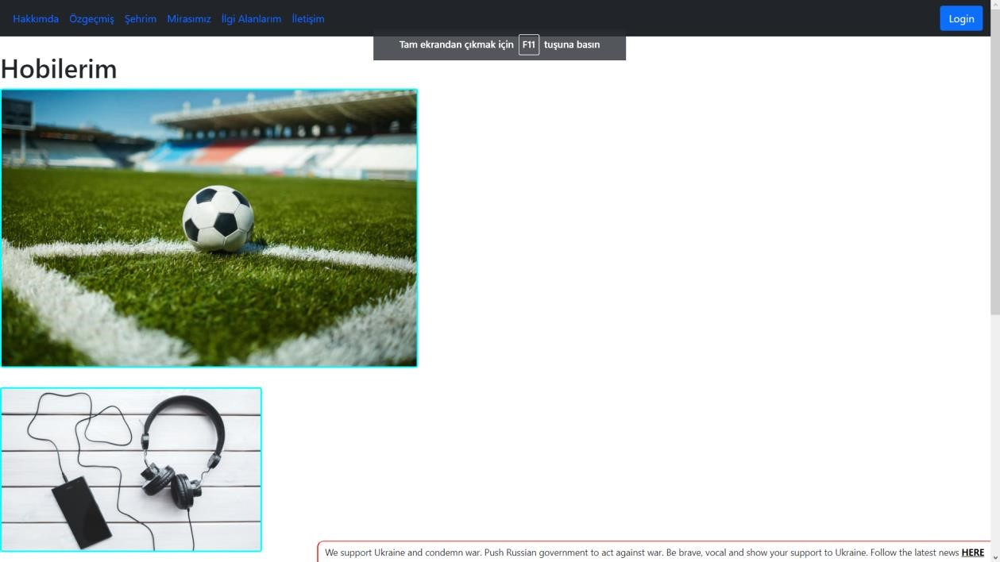 Hakkımda Özgeçmiş Şehrim Mirasımız İlgi Alanlarım İletişim Login
Tam ekrandan çıkmak için F11 tuşuna basın
Hobilerim
We support Ukraine and condemn war. Push Russian government to act against war. Be brave, vocal and show your support to Ukraine. Follow the latest news HERE